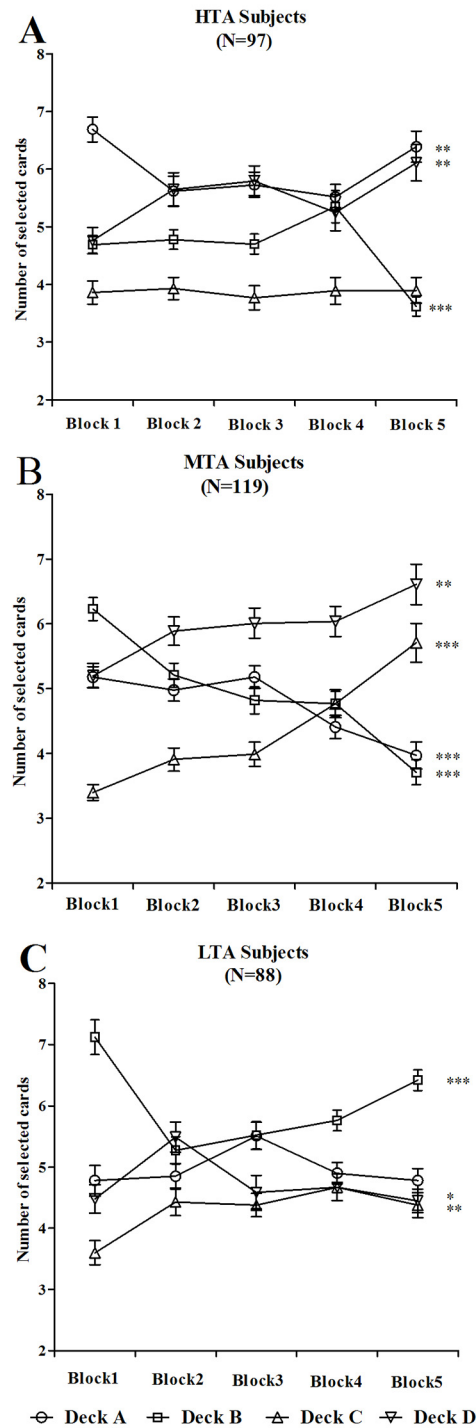 A
HTA Subjects
(N=97)
Number of selected cards
8
7
6
5
4
3
2
**
**
***
Block 1 Block 2 Block 3 Block 4 Block 5
B
MTA Subjects
(N=119)
Number of selected cards
8
7
6
5
4
3
2
**
***
***
***
Block1 Block2 Block3 Block4 Block5
C
LTA Subjects
(N=88)
Number of selected cards
8
7
6
5
4
3
2
***
*
**
Block1 Block2 Block3 Block4 Block5
Deck A Deck B Deck C Deck D